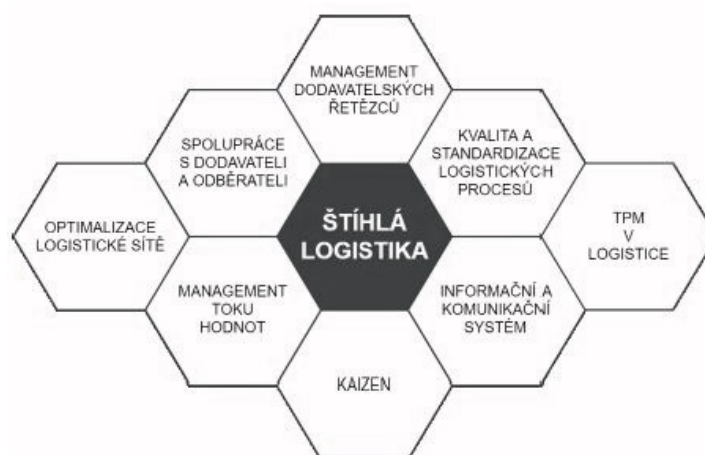 MANAGEMENT
DODAVATELSKÝCH
ŘETĚZCŮ
SPOLUPRÁCE
S DODAVATELI
A ODBĚRATELI
KVALITA A
STANDARDIZACE
LOGISTICKÝCH
PROCESŮ
OPTIMALIZACE
LOGISTICKÉ SÍTĚ
ŠTÍHLÁ
LOGISTIKA
TPM
V
LOGISTICE
MANAGEMENT
TOKU
HODNOT
INFORMAČNÍ A
KOMUNIKAČNÍ
SYSTÉM
KAIZEN